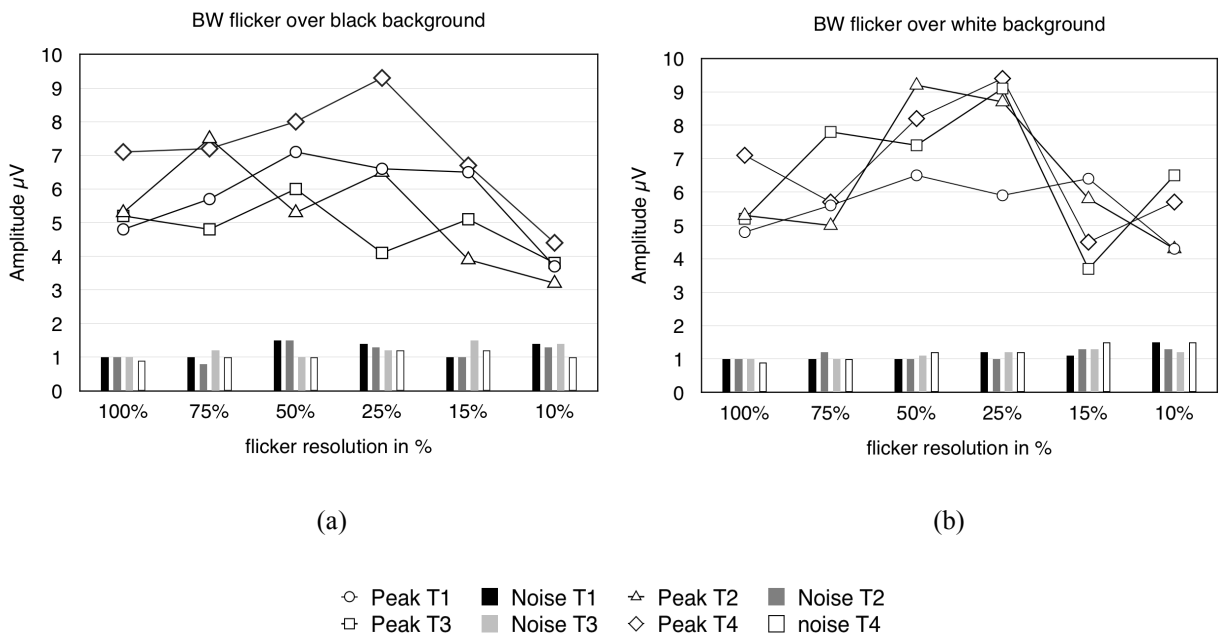 BW flicker over black background
10
9
8
7
6
5
4
3
2
1
0
Amplitude µV
100% 75% 50% 25% 15% 10%
flicker resolution in %
(a)
BW flicker over white background
10
9
8
7
6
5
4
3
2
1
0
Amplitude µV
100% 75% 50% 25% 15% 10%
flicker resolution in %
(b)
Peak T1 Noise T1 Peak T2 Noise T2
Peak T3 Noise T3 Peak T4 noise T4